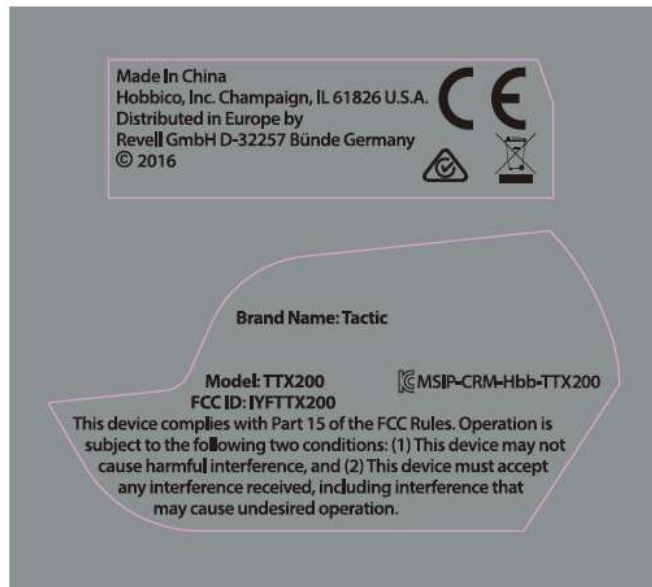 Made In China
Hobbico, Inc. Champaign, IL 61826 U.S.A.
Distributed in Europe by
Revell GmbH D-32257 Bünde Germany
© 2016
CE
Brand Name: Tactic
Model: TTX200
MSIP-CRM-Hbb-TTX200
FCC ID: IYFTTX200
This device complies with Part 15 of the FCC Rules. Operation is
subject to the following two conditions: (1) This device may not
cause harmful interference, and (2) This device must accept
any interference received, including interference that
may cause undesired operation.